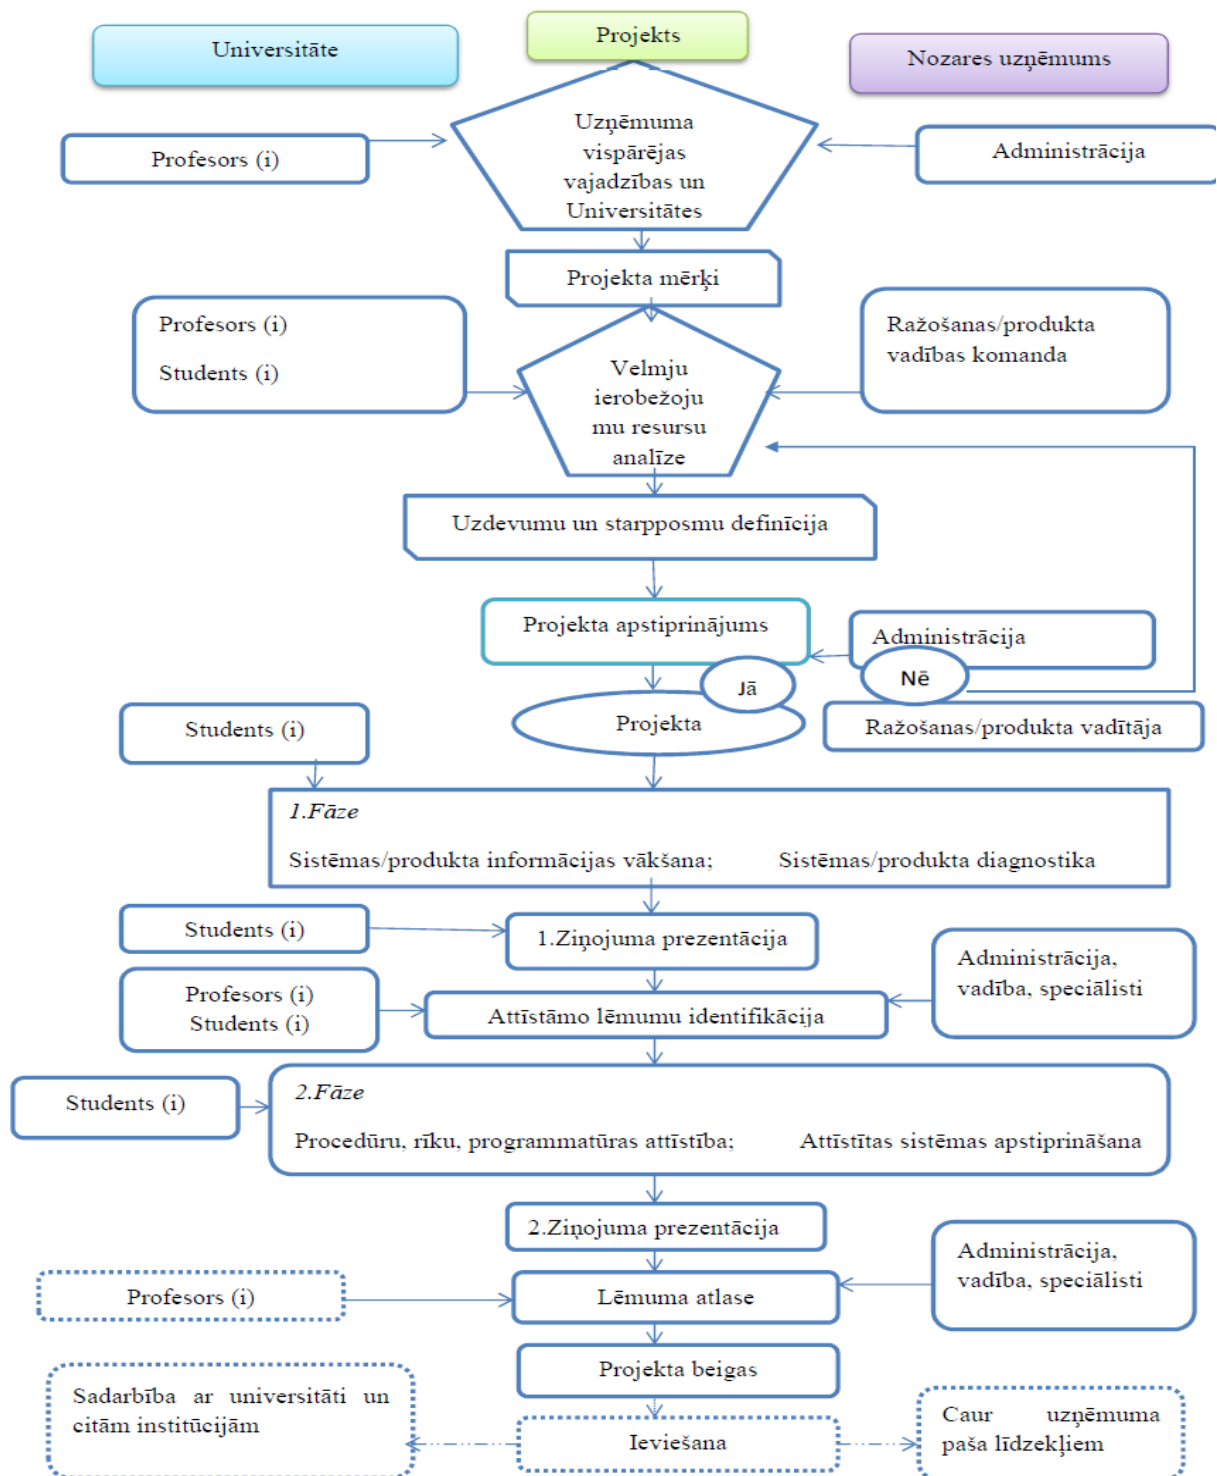 Universitāte
Projekts
Nozares uzņēmums
Uzņēmuma
vispārējas
vajadzības un
Universitātes
Profesors (i)
Administrācija
Projekta mērķi
Profesors (i)
Students (i)
Ražošanas/produkta
vadības komanda
Velmju
ierobežoju
mu resursu
analīze
Uzdevumu un starpposmu definīcija
Projekta apstiprinājums
Administrācija
Jā
Nē
Projekta
Ražošanas/produkta vadītāja
Students (i)
1.Fāze
Sistēmas/produkta informācijas vākšana; Sistēmas/produkta diagnostika
Students (i)
1.Ziņojuma prezentācija
Administrācija,
vadība, speciālisti
Profesors (i)
Students (i)
Attīstāmo lēmumu identifikācija
Students (i)
2.Fāze
Procedūru, rīku, programmatūras attīstība; Attīstītas sistēmas apstiprināšana
2.Ziņojuma prezentācija
Administrācija,
vadība, speciālisti
Profesors (i)
Lēmuma atlase
Projekta beigas
Sadarbība ar universitāti un
citām institūcijām
Ieviešana
Caur uzņēmuma
paša līdzekļiem